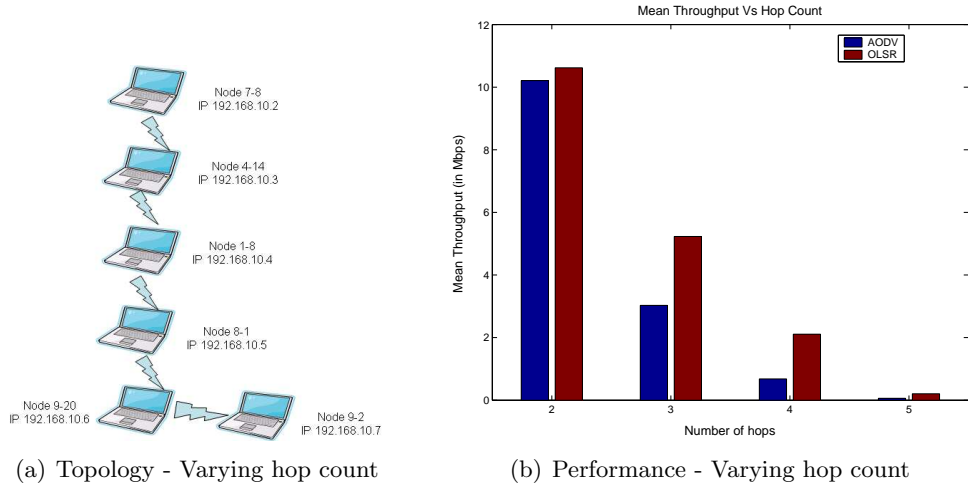 Node 7-8
IP 192.168.10.2
Node 4-14
IP 192.168.10.3
Node 1-8
IP 192.168.10.4
Node 8-1
IP 192.168.10.5
Node 9-20
IP 192.168.10.6
Node 9-2
IP 192.168.10.7
(a) Topology - Varying hop count
Mean Throughput Vs Hop Count
AODV
OLSR
Mean Throughput (in Mbps)
12
10
8
6
4
2
0
2 3 4 5
Number of hops
(b) Performance - Varying hop count